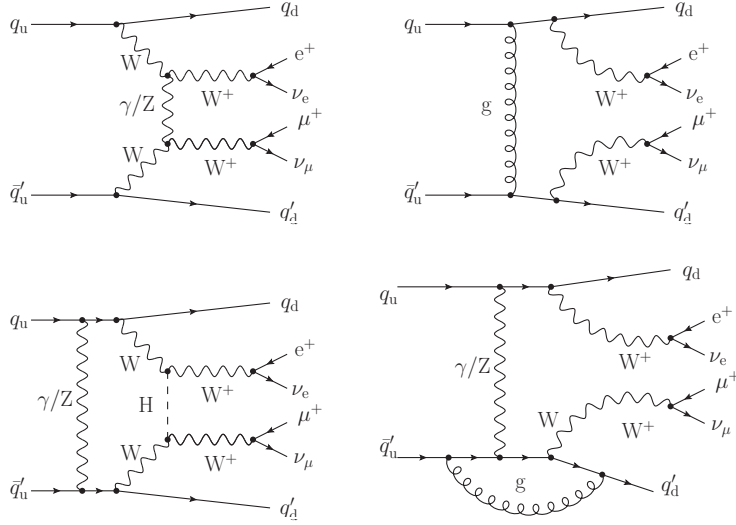 q_u
q_d
W
e⁺
γ/Z
W⁺
ν_e
μ⁺
W
W⁺
ν_μ
q̄′_u
q′_d
q_u
q_d
e⁺
g
W⁺
ν_e
μ⁺
W⁺
ν_μ
q̄′_u
q′_d
q_u
q_d
W
e⁺
γ/Z
H
W⁺
ν_e
μ⁺
W
W⁺
ν_μ
q̄′_u
q′_d
q_u
q_d
e⁺
γ/Z
W⁺
ν_e
μ⁺
W
W⁺
ν_μ
q̄′_u
g
q′_d